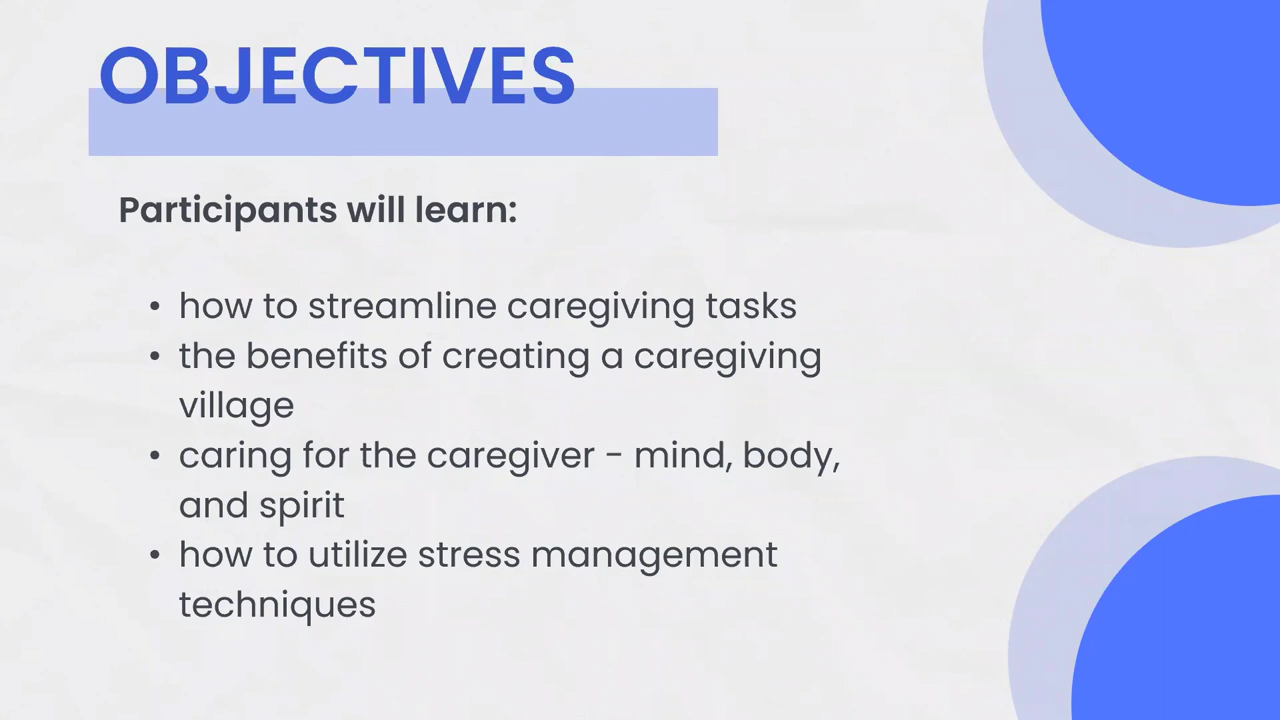 OBJECTIVES
Participants will learn:
• how to streamline caregiving tasks
• the benefits of creating a caregiving
village
• caring for the caregiver - mind, body,
and spirit
• how to utilize stress management
techniques